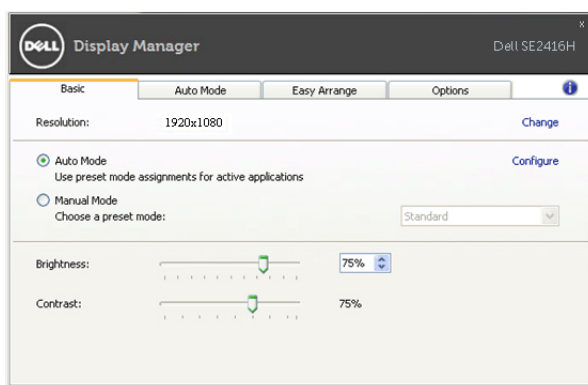 x
DELL Display Manager Dell SE2416H
Basic Auto Mode Easy Arrange Options i
Resolution: 1920x1080 Change
Auto Mode Configure
Use preset mode assignments for active applications
Manual Mode
Choose a preset mode: Standard
Brightness: 75%
Contrast: 75%